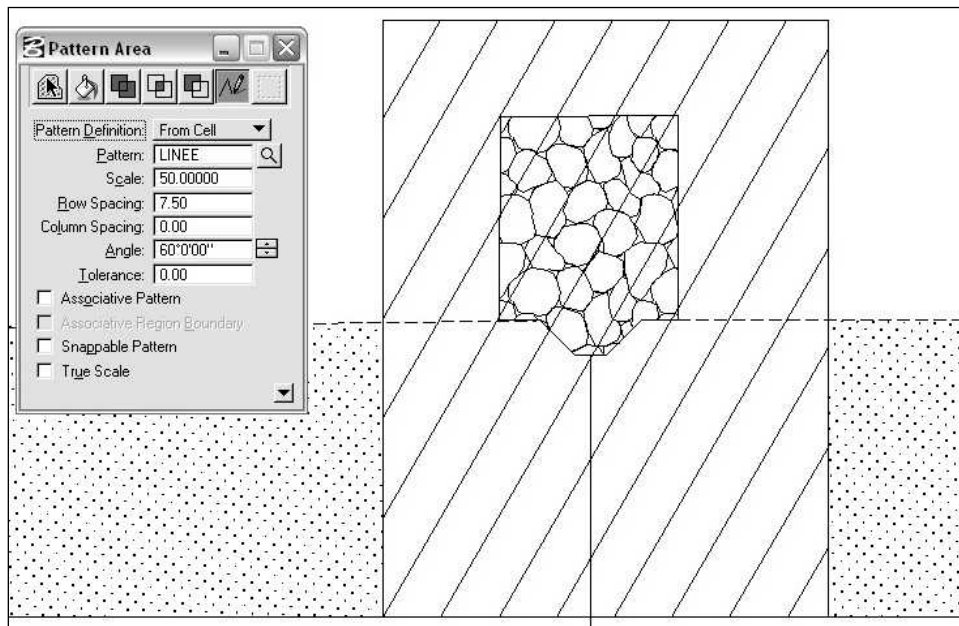 Pattern Area
Pattern Definition: From Cell
Pattern: LINEE
Scale: 50.00000
Row Spacing: 7.50
Column Spacing: 0.00
Angle: 60°0'00"
Tolerance: 0.00
Associative Pattern
Associative Region Boundary
Snappable Pattern
True Scale